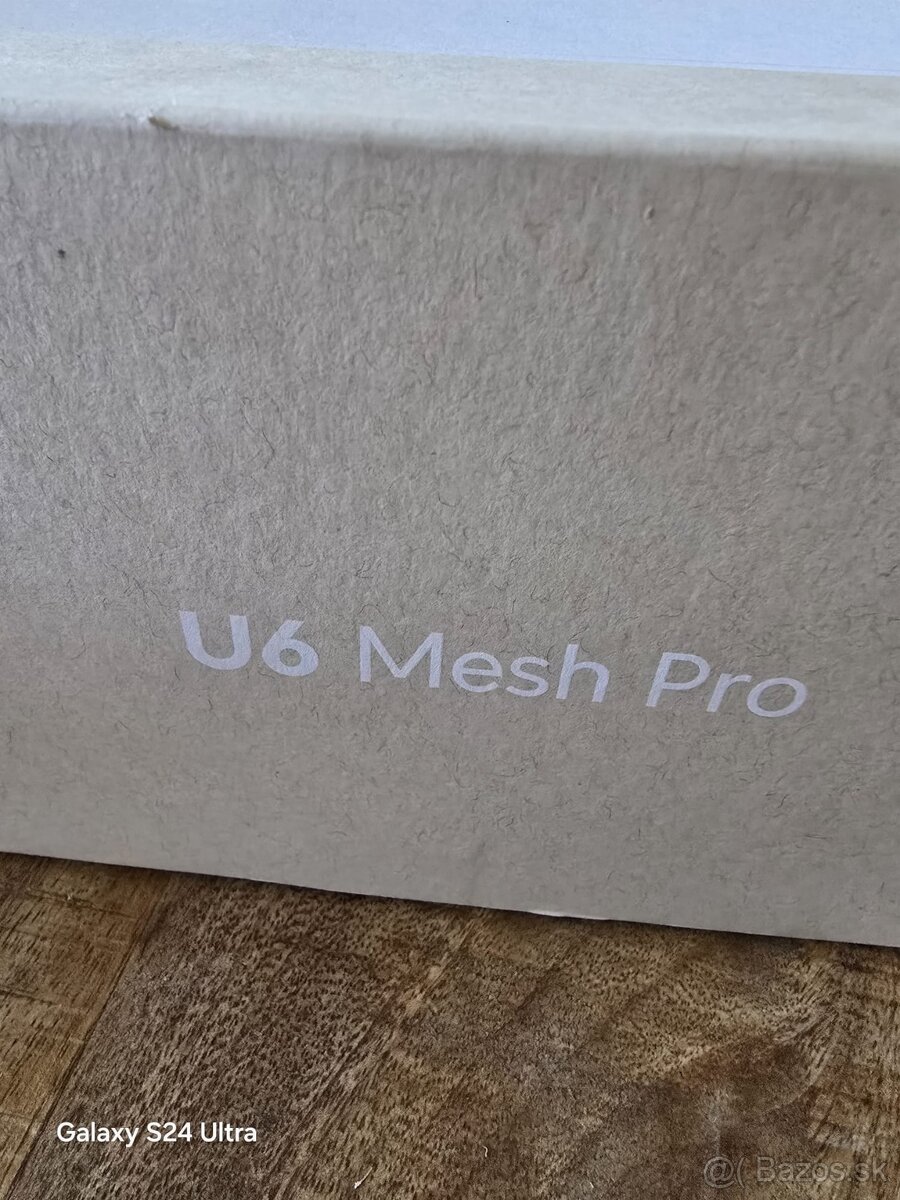 U6 Mesh Pro
Galaxy S24 Ultra
@( Bazos.sk